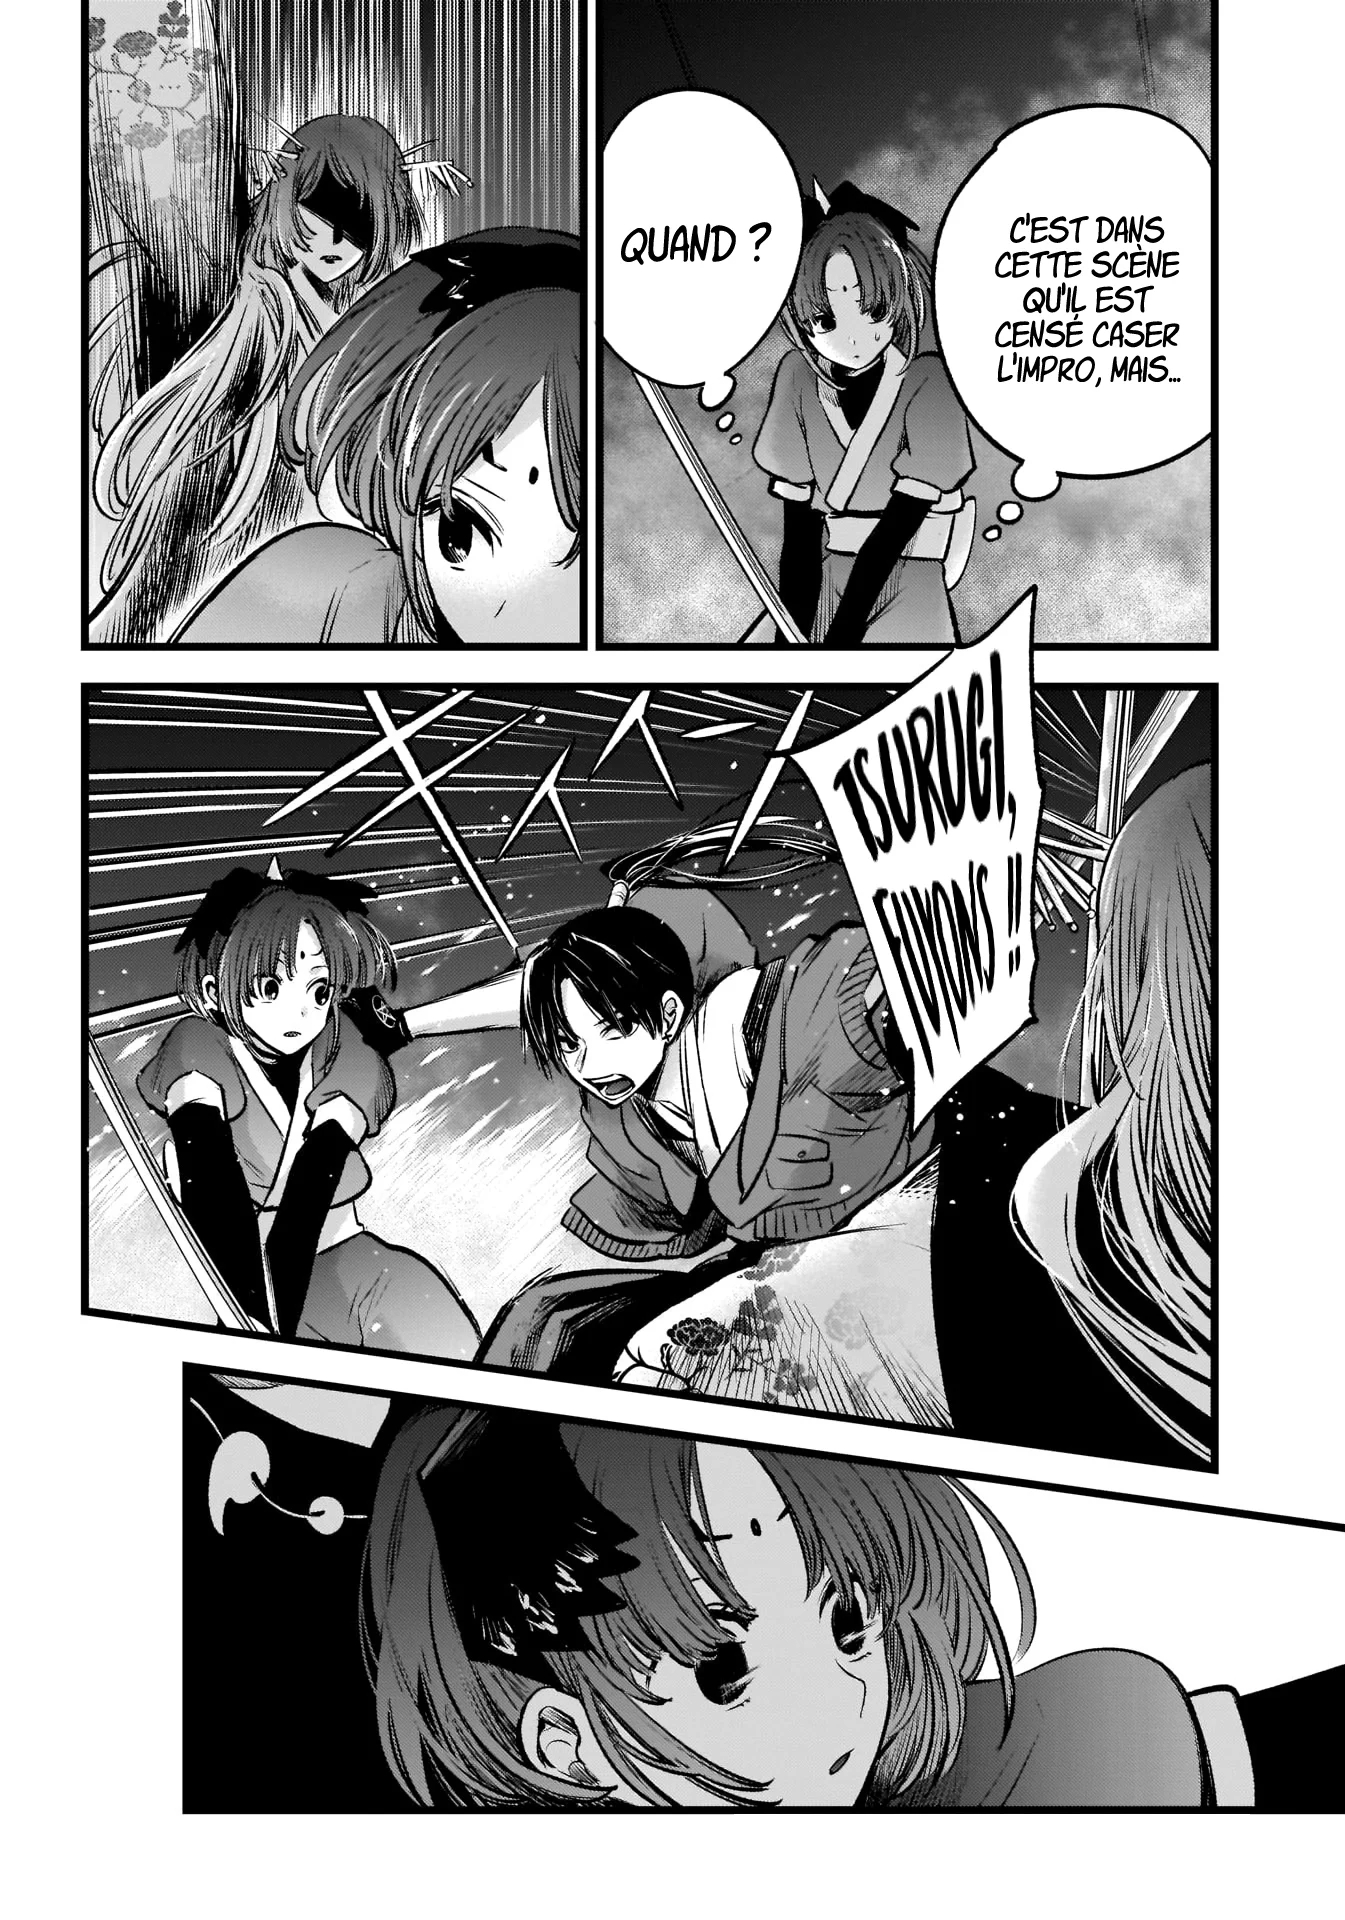 C'EST DANS
CETTE SCÈNE
QU'IL EST
CENSÉ CASER
L'IMPRO, MAIS...
QUAND ?
TSURUGI,
FUYONS !!